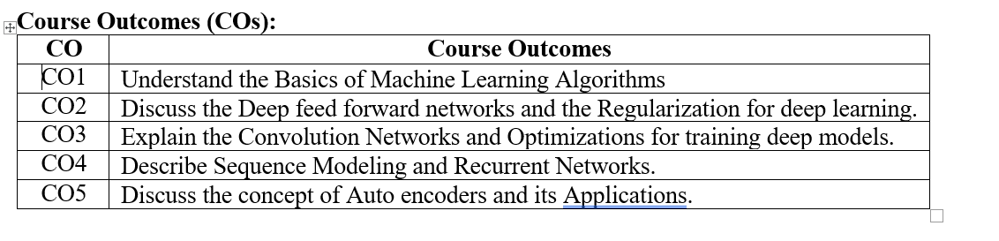 Course Outcomes (COs):
CO Course Outcomes
CO1 Understand the Basics of Machine Learning Algorithms
CO2 Discuss the Deep feed forward networks and the Regularization for deep learning.
CO3 Explain the Convolution Networks and Optimizations for training deep models.
CO4 Describe Sequence Modeling and Recurrent Networks.
CO5 Discuss the concept of Auto encoders and its Applications.